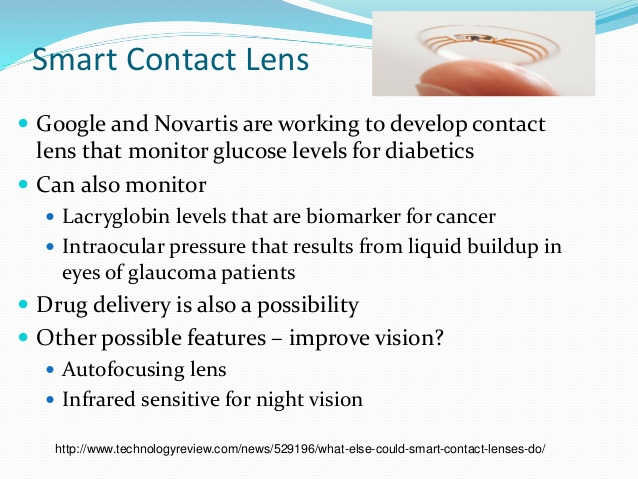 Smart Contact Lens
Google and Novartis are working to develop contact
lens that monitor glucose levels for diabetics
Can also monitor
Lacryglobin levels that are biomarker for cancer
Intraocular pressure that results from liquid buildup in
eyes of glaucoma patients
Drug delivery is also a possibility
Other possible features – improve vision?
Autofocusing lens
Infrared sensitive for night vision
http://www.technologyreview.com/news/529196/what-else-could-smart-contact-lenses-do/